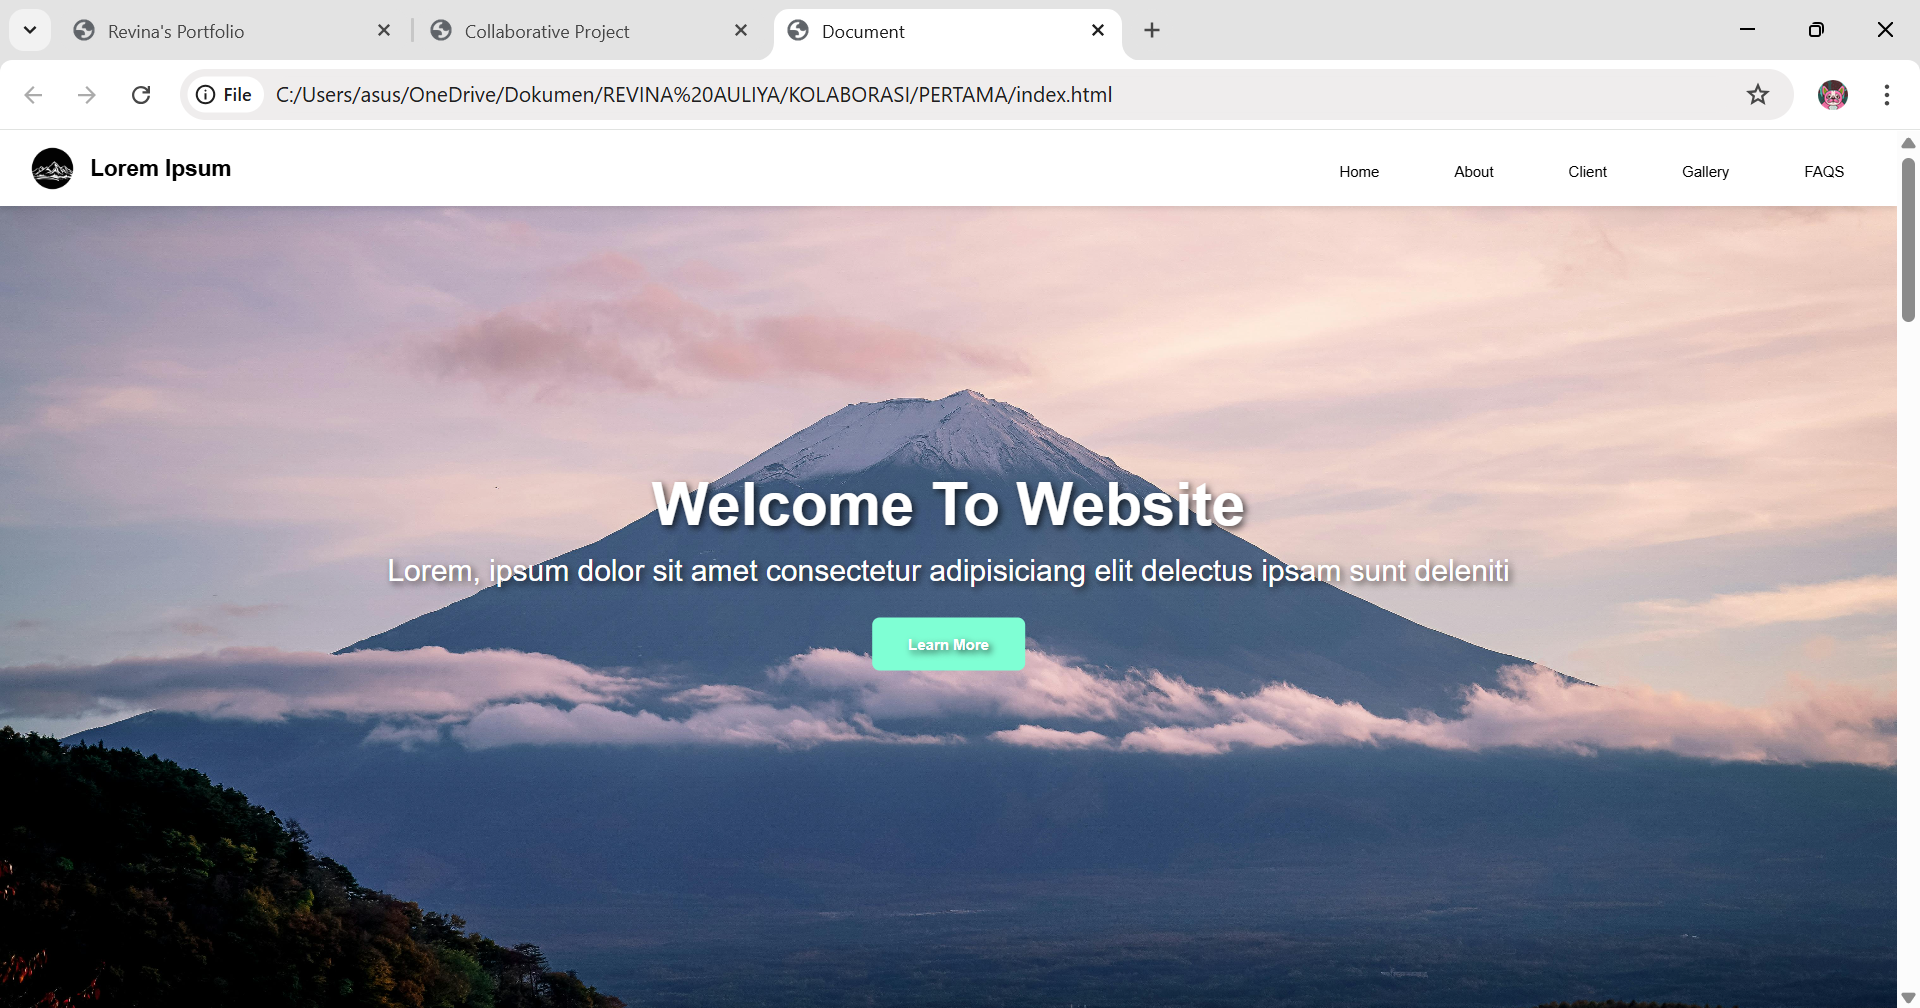 Revina's Portfolio
Collaborative Project
Document
File
C:/Users/asus/OneDrive/Dokumen/REVINA%20AULIYA/KOLABORASI/PERTAMA/index.html
Lorem Ipsum
Home
About
Client
Gallery
FAQS
Welcome To Website
Lorem, ipsum dolor sit amet consectetur adipisiciang elit delectus ipsam sunt deleniti
Learn More